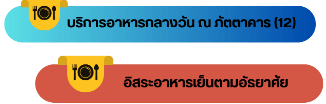 บริการอาหารกลางวัน ณ ภัตตาคาร (12)
อิสระอาหารเย็นตามอัธยาศัย